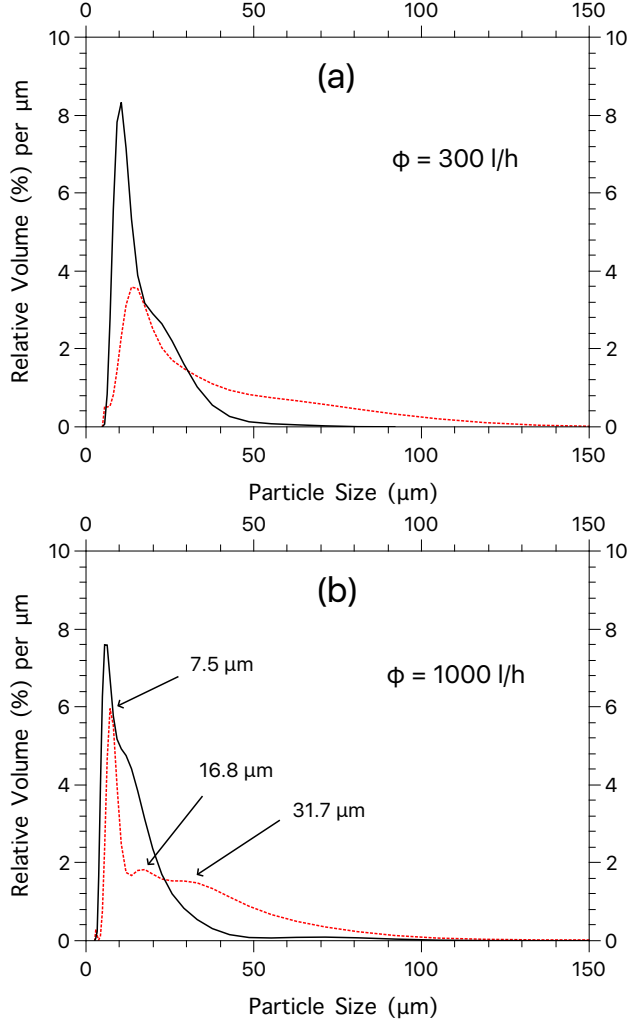 0 50 100 150
10 10
(a)
8 8
ϕ = 300 l/h
6 6
4 4
2 2
0 0
0 50 100 150
Relative Volume (%) per µm
Particle Size (µm)
0 50 100 150
10 10
(b)
8 8
7.5 µm
ϕ = 1000 l/h
6 6
16.8 µm
4 4
31.7 µm
2 2
0 0
0 50 100 150
Relative Volume (%) per µm
Particle Size (µm)